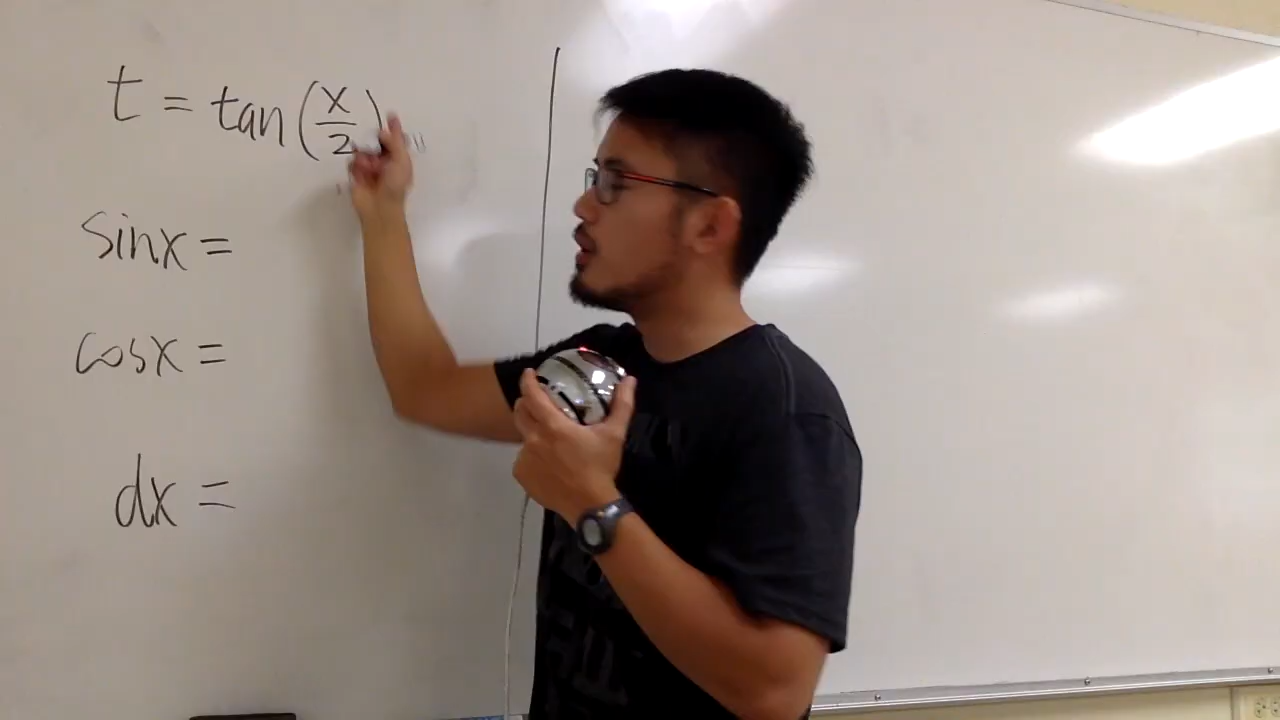 t = tan(x/2)
sinx =
cosx =
dx =